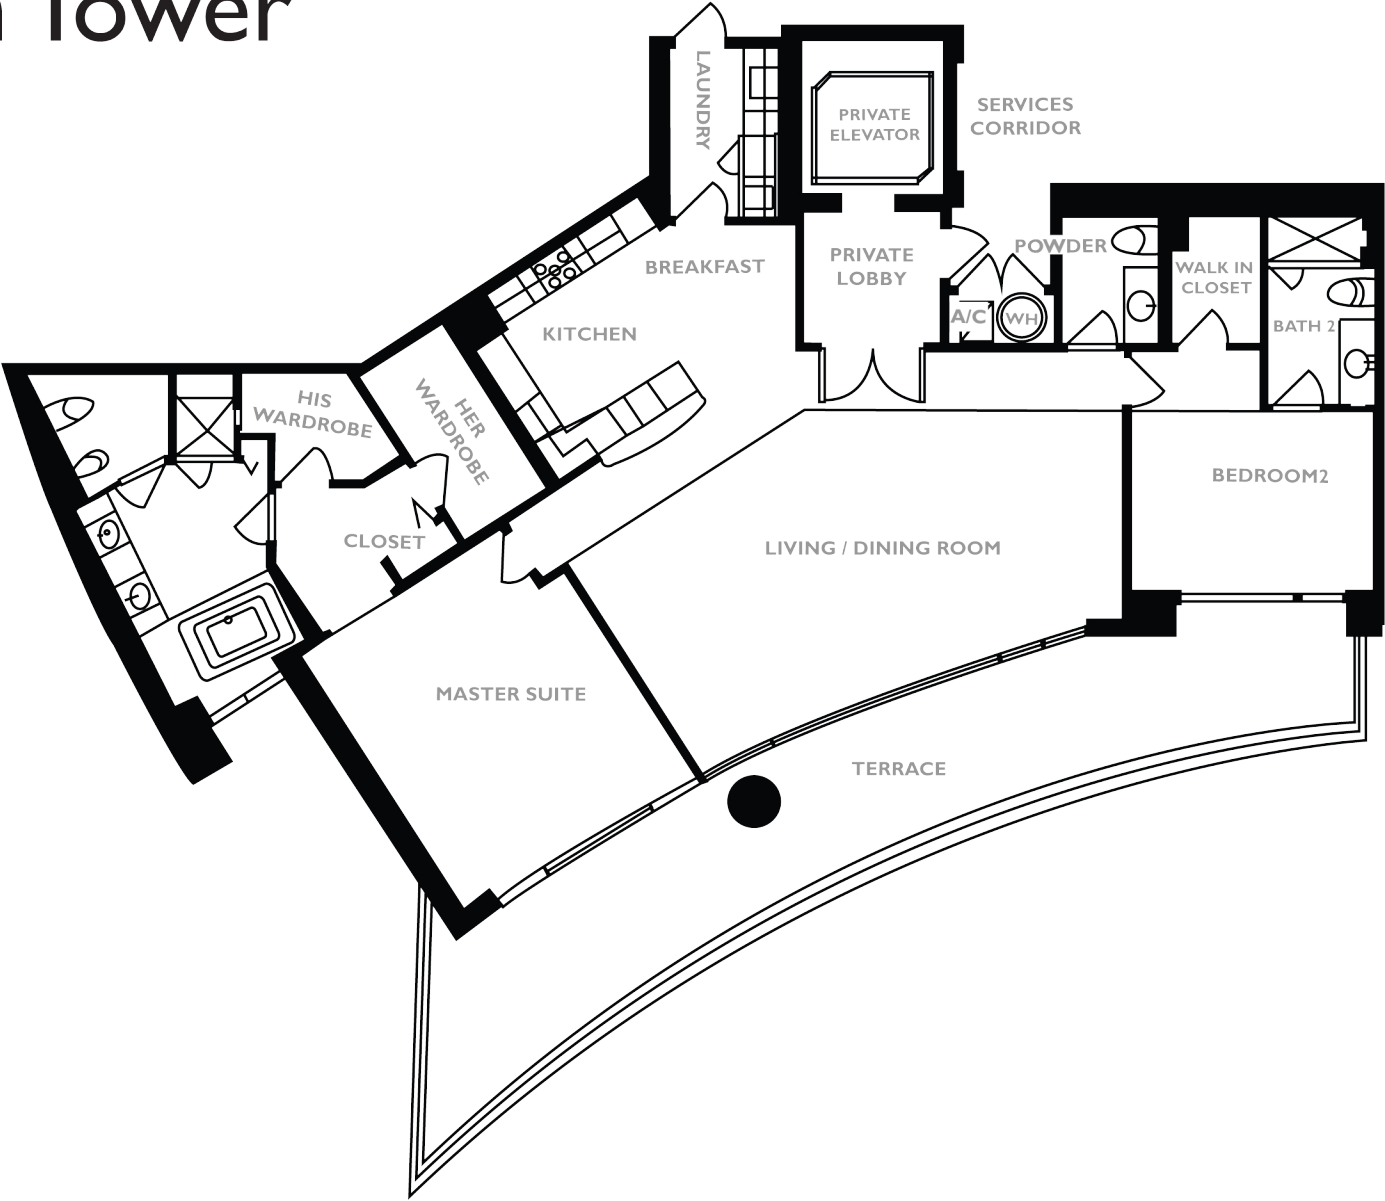 Tower
LAUNDRY
PRIVATE
ELEVATOR
SERVICES
CORRIDOR
BREAKFAST
PRIVATE
LOBBY
POWDER
WALK IN
CLOSET
A/C
WH
BATH 2
KITCHEN
HIS
WARDROBE
HER
WARDROBE
BEDROOM2
CLOSET
LIVING / DINING ROOM
MASTER SUITE
TERRACE